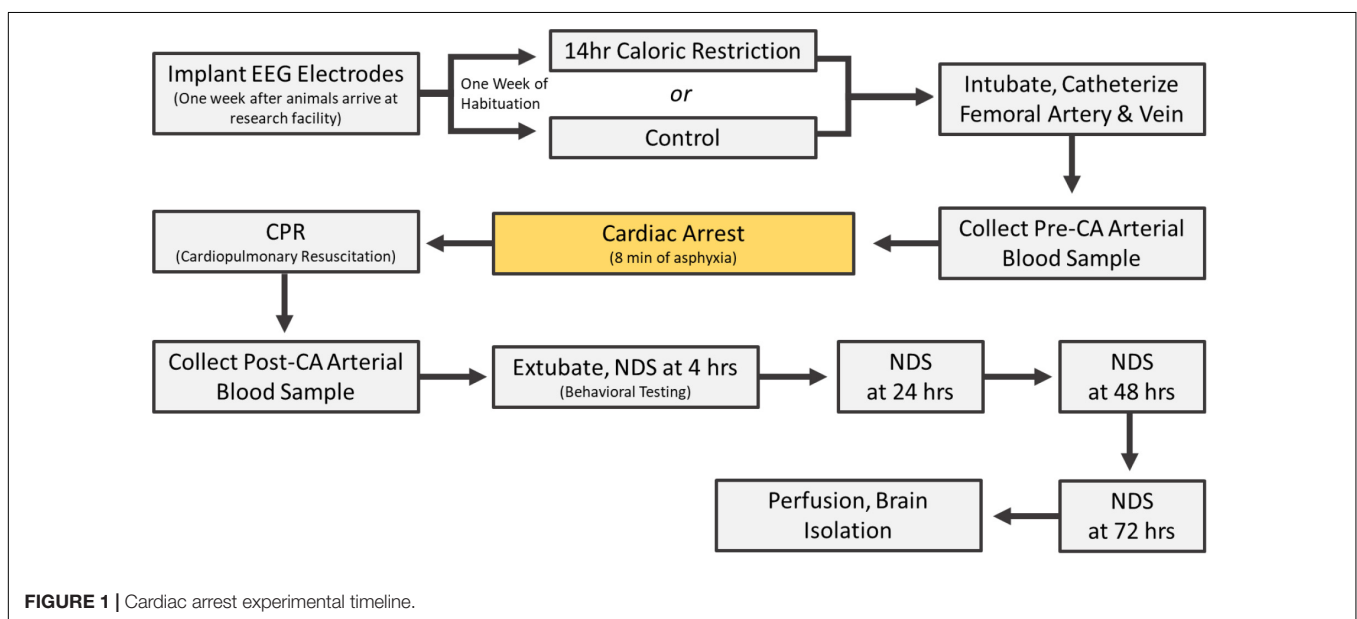 Implant EEG Electrodes
(One week after animals arrive at
research facility)
One Week of
Habituation
14hr Caloric Restriction
or
Control
Intubate, Catheterize
Femoral Artery & Vein
Collect Pre-CA Arterial
Blood Sample
Cardiac Arrest
(8 min of asphyxia)
CPR
(Cardiopulmonary Resuscitation)
Collect Post-CA Arterial
Blood Sample
Extubate, NDS at 4 hrs
(Behavioral Testing)
NDS
at 24 hrs
NDS
at 48 hrs
NDS
at 72 hrs
Perfusion, Brain
Isolation
FIGURE 1 | Cardiac arrest experimental timeline.